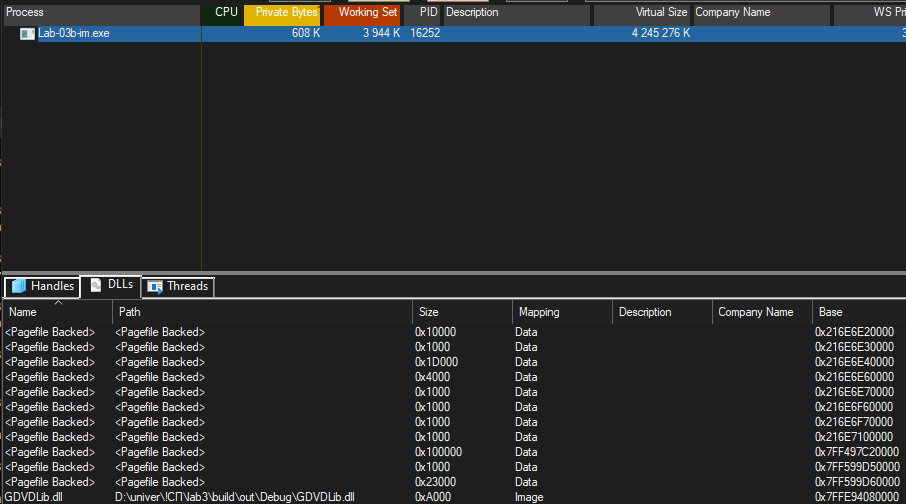 Process CPU Private Bytes Working Set PID Description Virtual Size Company Name WS Pri
Lab-03b-im.exe 608 K 3 944 K 16252 4 245 276 K
Handles DLLs Threads
Name Path Size Mapping Description Company Name Base
<Pagefile Backed> <Pagefile Backed> 0x10000 Data 0x216E6E20000
<Pagefile Backed> <Pagefile Backed> 0x1000 Data 0x216E6E30000
<Pagefile Backed> <Pagefile Backed> 0x1D000 Data 0x216E6E40000
<Pagefile Backed> <Pagefile Backed> 0x4000 Data 0x216E6E60000
<Pagefile Backed> <Pagefile Backed> 0x1000 Data 0x216E6E70000
<Pagefile Backed> <Pagefile Backed> 0x1000 Data 0x216E6F60000
<Pagefile Backed> <Pagefile Backed> 0x1000 Data 0x216E6F70000
<Pagefile Backed> <Pagefile Backed> 0x1000 Data 0x216E7100000
<Pagefile Backed> <Pagefile Backed> 0x100000 Data 0x7FF497C20000
<Pagefile Backed> <Pagefile Backed> 0x1000 Data 0x7FF599D50000
<Pagefile Backed> <Pagefile Backed> 0x23000 Data 0x7FF599D60000
GDVDLib.dll D:\univer\!СП\lab3\build\out\Debug\GDVDLib.dll 0xA000 Image 0x7FFE94080000